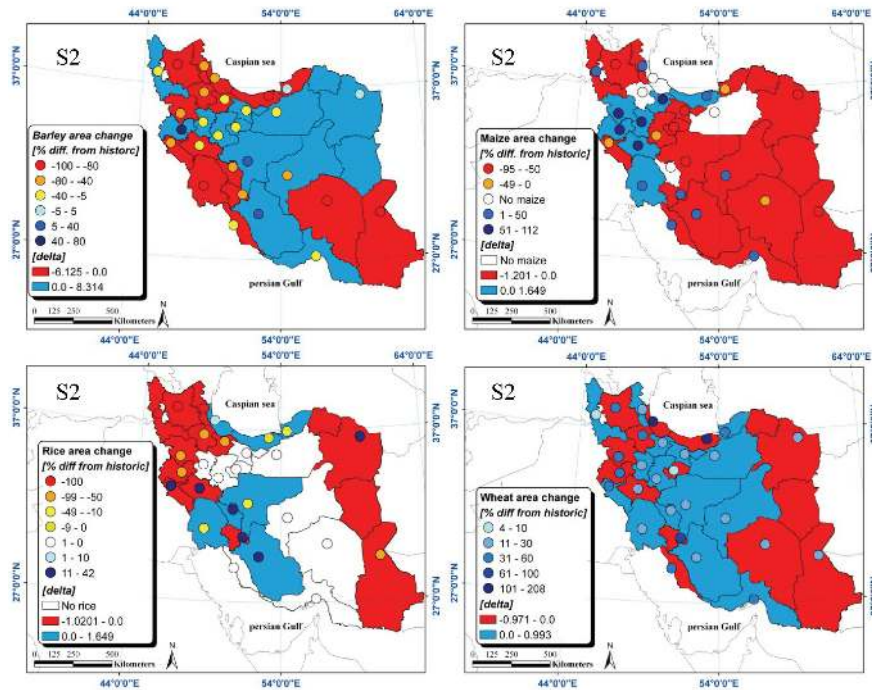 44°0'0"E
54°0'0"E
64°0'0"E
S2
Caspian sea
37°0'0"N
27°0'0"N
Barley area change
[% diff. from historic]
-100 - -80
-80 - -40
-40 - -5
-5 - 5
5 - 40
40 - 80
[delta]
-6.125 - 0.0
0.0 - 8.314
persian Gulf
N
0 125 250 500
Kilometers
44°0'0"E
54°0'0"E
64°0'0"E
S2
Caspian sea
37°0'0"N
27°0'0"N
Maize area change
[% diff. from historic]
-95 - -50
-49 - 0
No maize
1 - 50
51 - 112
[delta]
No maize
-1.201 - 0.0
0.0 1.649
persian Gulf
N
0 125 250 500
Kilometers
44°0'0"E
54°0'0"E
64°0'0"E
S2
Caspian sea
37°0'0"N
27°0'0"N
Rice area change
[% diff from historic]
-100
-99 - -50
-49 - -10
-9 - 0
1 - 0
1 - 10
11 - 42
[delta]
No rice
-1.0201 - 0.0
0.0 - 1.649
persian Gulf
N
0 125 250 500
Kilometers
44°0'0"E
54°0'0"E
64°0'0"E
S2
Caspian sea
37°0'0"N
27°0'0"N
Wheat area change
[% diff from historic]
4 - 10
11 - 30
31 - 60
61 - 100
101 - 208
[delta]
-0.971 - 0.0
0.0 - 0.993
persian Gulf
N
0 125 250 500
Kilometers
44°0'0"E
54°0'0"E
64°0'0"E